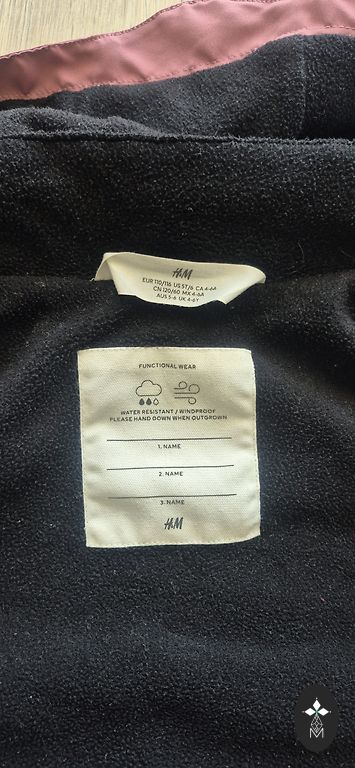 H&M
EUR 110/116 US 5T/6 CA 4-6A
CN 120/60 MX 4-6A
AUS 5-6 UK 4-6Y
FUNCTIONAL WEAR
WATER RESISTANT / WINDPROOF
PLEASE HAND DOWN WHEN OUTGROWN
1. NAME
2. NAME
3. NAME
H&M
M